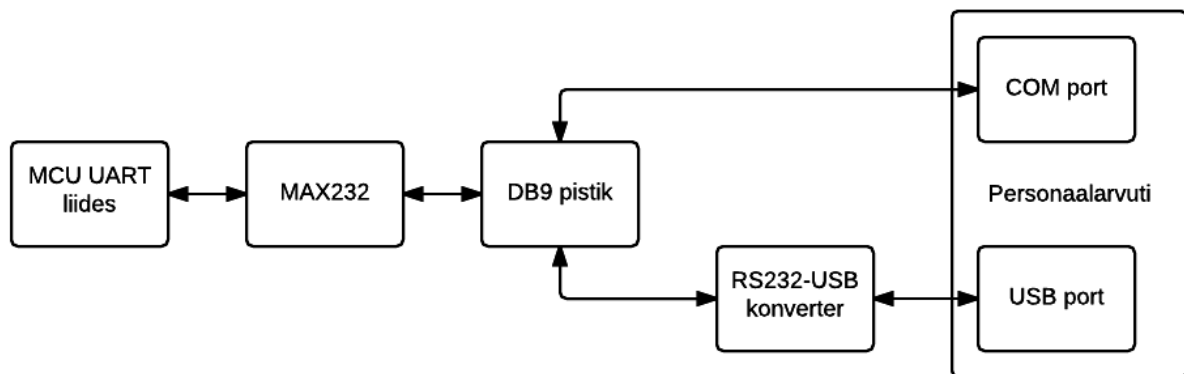 MCU UART
liides
MAX232
DB9 pistik
RS232-USB
konverter
COM port
Personaalarvuti
USB port